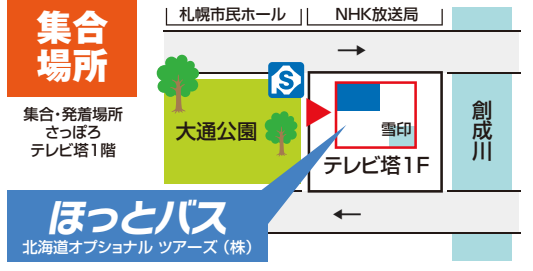 集合
場所
集合・発着場所
さっぽろ
テレビ塔1階
札幌市民ホール
NHK放送局
S
大通公園
雪印
テレビ塔1F
創成川
ほっとバス
北海道オプショナル ツアーズ（株）